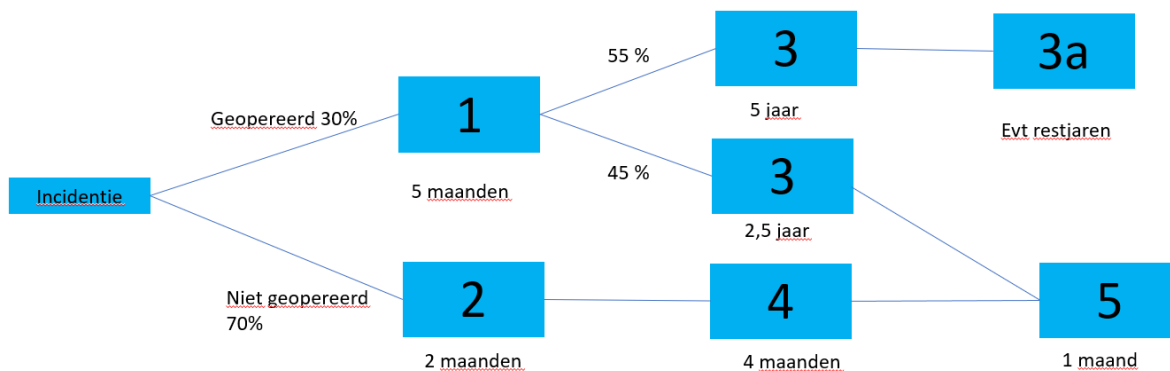 3
3a
55 %
5 jaar
Evt restjaren
Geopereerd 30%
1
45 %
3
5 maanden
Incidentie
2,5 jaar
Niet geopereerd
70%
2
4
5
2 maanden
4 maanden
1 maand